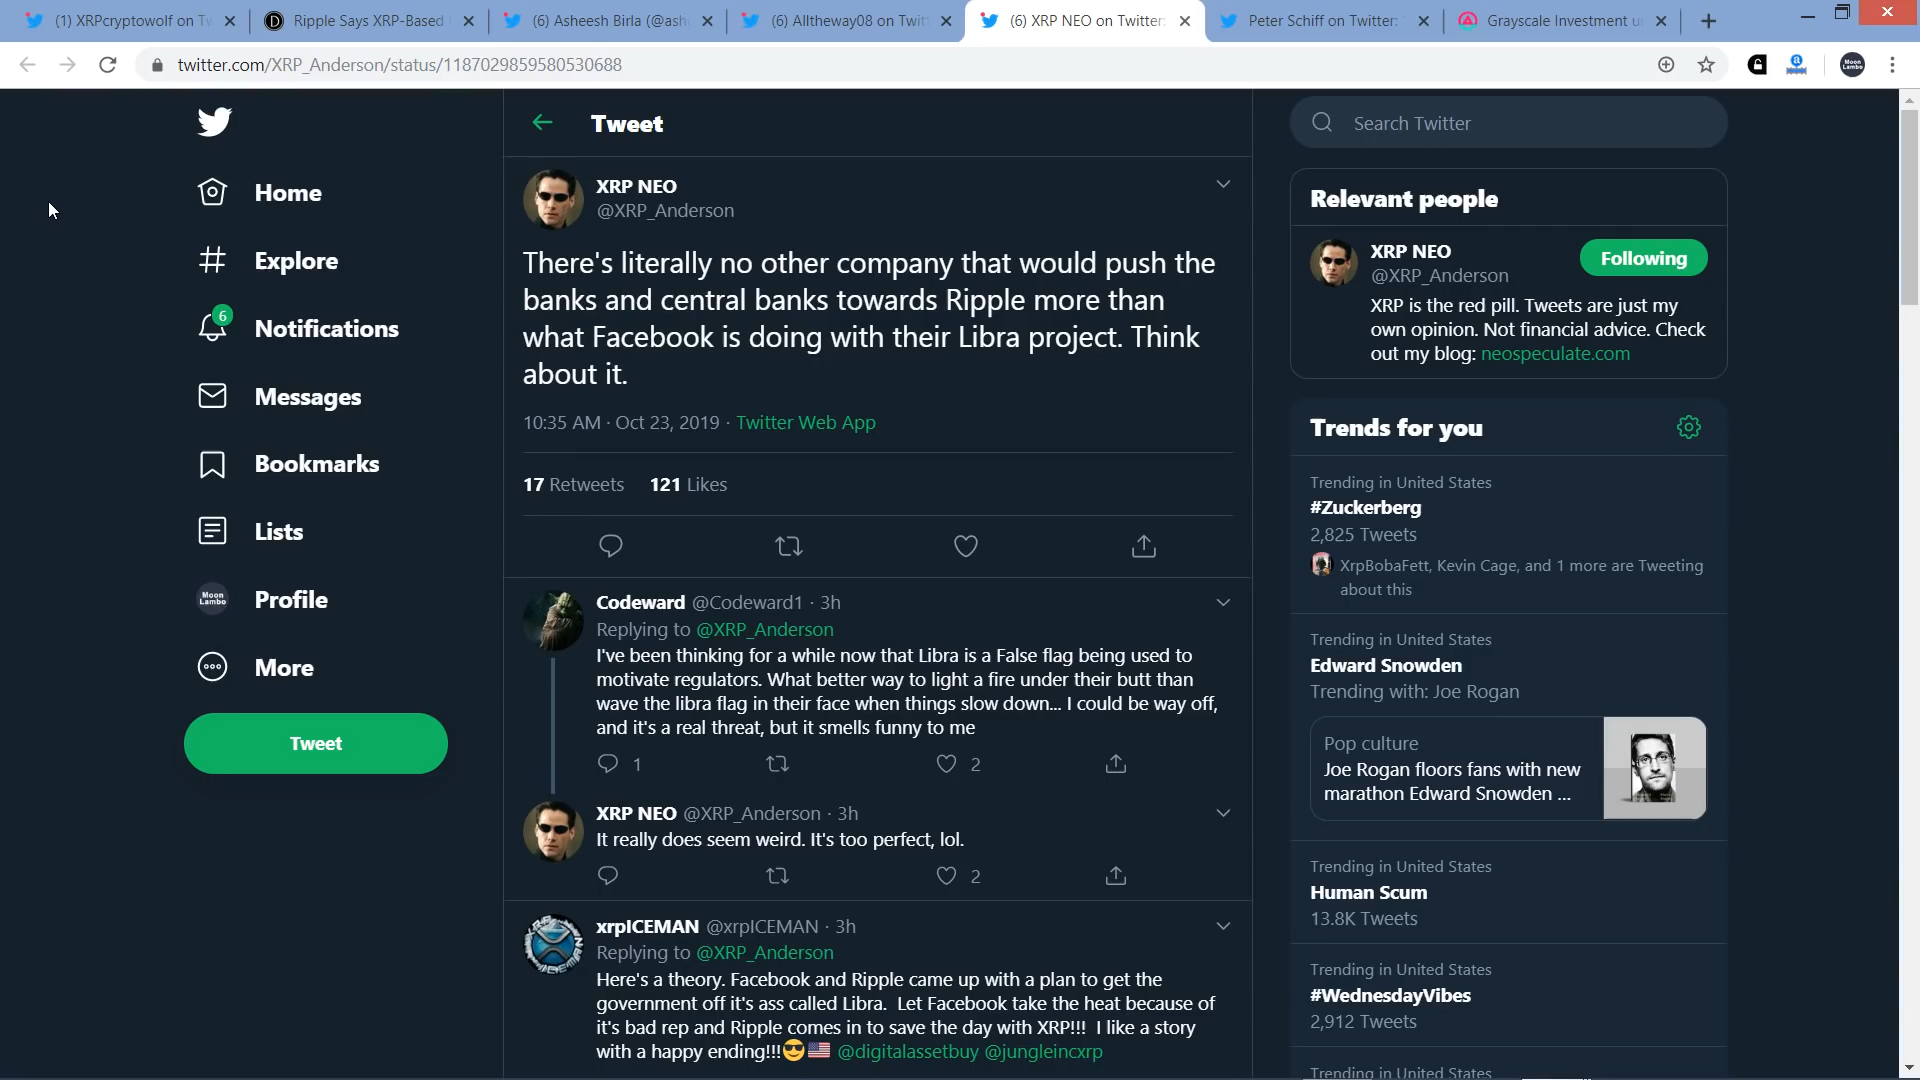 (1) XRPcryptowolf on Tw
Ripple Says XRP-Based
(6) Asheesh Birla (@ash
(6) Alltheway08 on Twit
(6) XRP NEO on Twitter:
Peter Schiff on Twitter:
Grayscale Investment u
twitter.com/XRP_Anderson/status/1187029859580530688
Home
Explore
6
Notifications
Messages
Bookmarks
Lists
Moon Lambo
Profile
More
Tweet
Tweet
XRP NEO
@XRP_Anderson
There's literally no other company that would push the
banks and central banks towards Ripple more than
what Facebook is doing with their Libra project. Think
about it.
10:35 AM · Oct 23, 2019 · Twitter Web App
17 Retweets 121 Likes
Codeward @Codeward1 · 3h
Replying to @XRP_Anderson
I've been thinking for a while now that Libra is a False flag being used to
motivate regulators. What better way to light a fire under their butt than
wave the libra flag in their face when things slow down... I could be way off,
and it's a real threat, but it smells funny to me
1 2
XRP NEO @XRP_Anderson · 3h
It really does seem weird. It's too perfect, lol.
2
xrpICEMAN @xrpICEMAN · 3h
Replying to @XRP_Anderson
Here's a theory. Facebook and Ripple came up with a plan to get the
government off it's ass called Libra. Let Facebook take the heat because of
it's bad rep and Ripple comes in to save the day with XRP!!! I like a story
with a happy ending!!!😎🇺🇸 @digitalassetbuy @jungleincxrp
Search Twitter
Relevant people
XRP NEO
@XRP_Anderson
Following
XRP is the red pill. Tweets are just my
own opinion. Not financial advice. Check
out my blog: neospeculate.com
Trends for you
Trending in United States
#Zuckerberg
2,825 Tweets
XrpBobaFett, Kevin Cage, and 1 more are Tweeting
about this
Trending in United States
Edward Snowden
Trending with: Joe Rogan
Pop culture
Joe Rogan floors fans with new
marathon Edward Snowden ...
Trending in United States
Human Scum
13.8K Tweets
Trending in United States
#WednesdayVibes
2,912 Tweets
Trending in United States